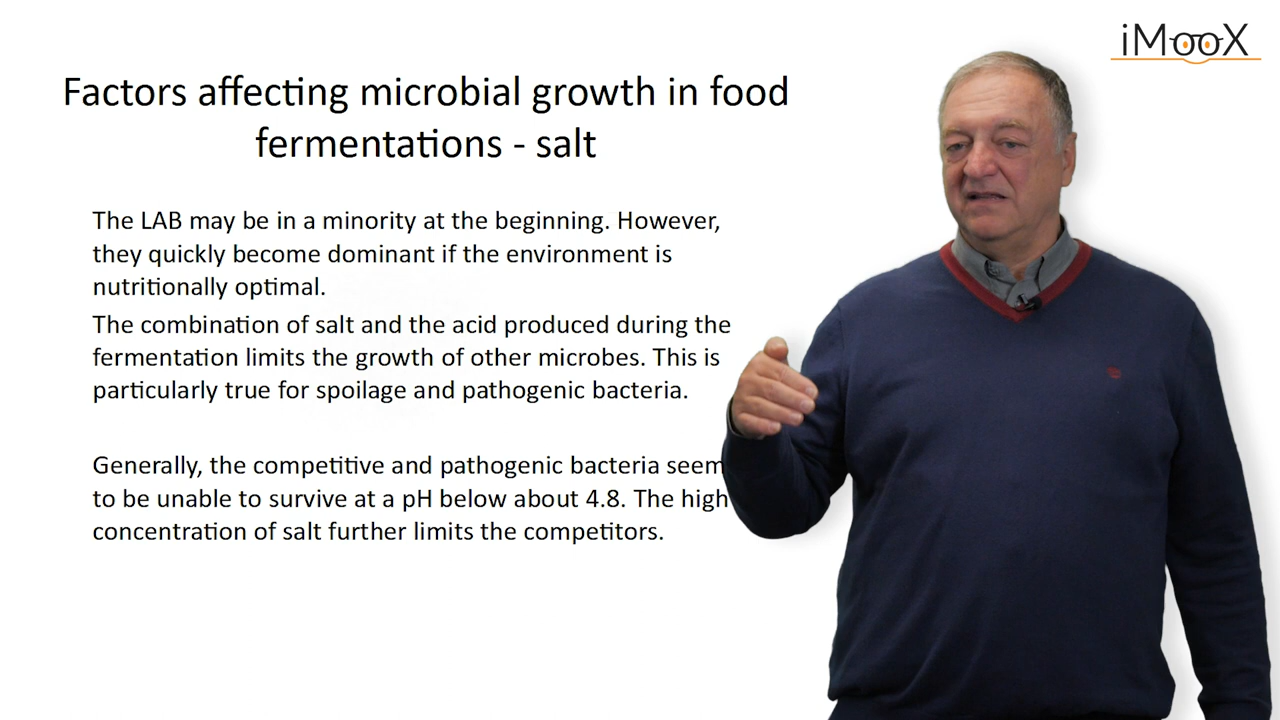 iMooX
Factors affecting microbial growth in food
fermentations - salt
The LAB may be in a minority at the beginning. However,
they quickly become dominant if the environment is
nutritionally optimal.
The combination of salt and the acid produced during the
fermentation limits the growth of other microbes. This is
particularly true for spoilage and pathogenic bacteria.
Generally, the competitive and pathogenic bacteria seem
to be unable to survive at a pH below about 4.8. The high
concentration of salt further limits the competitors.